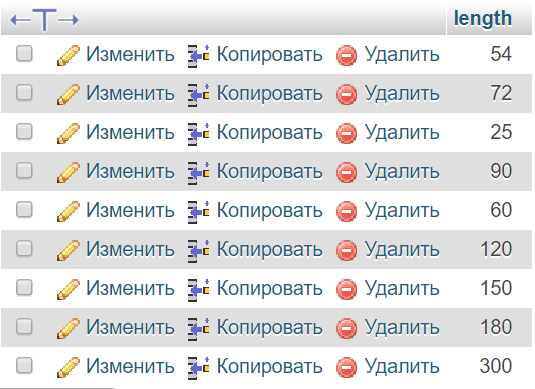 length
Изменить Копировать Удалить 54
Изменить Копировать Удалить 72
Изменить Копировать Удалить 25
Изменить Копировать Удалить 90
Изменить Копировать Удалить 60
Изменить Копировать Удалить 120
Изменить Копировать Удалить 150
Изменить Копировать Удалить 180
Изменить Копировать Удалить 300